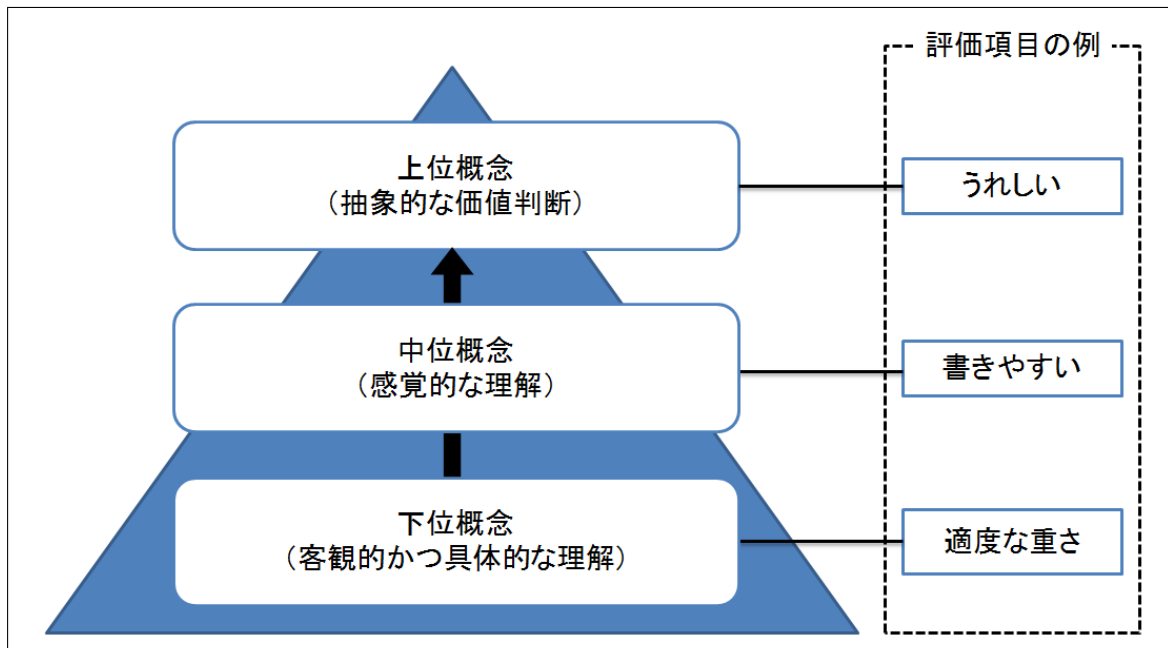 評価項目の例
上位概念
（抽象的な価値判断）
うれしい
中位概念
（感覚的な理解）
書きやすい
下位概念
（客観的かつ具体的な理解）
適度な重さ